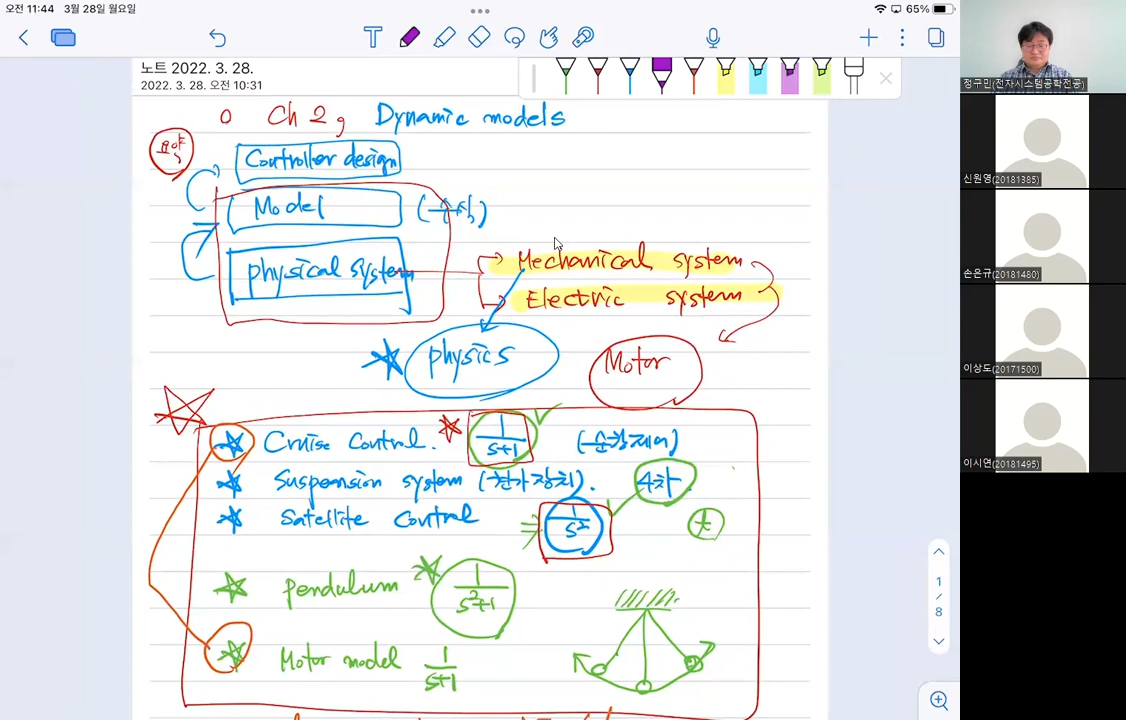 오전 11:44 3월 28일 월요일
65%
노트 2022. 3. 28.
2022. 3. 28. 오전 10:31
Ch 2, Dynamic models
요약
Controller design
Model (수식)
physical system
Mechanical system
Electric system
physics
Motor
Cruise Control. 1/(s+1) (순항제어)
Suspension system (현가장치). 4차
Satellite Control 1/s² t
pendulum 1/(s²+1)
Motor model 1/(s+1)
1
/
8
정구민(전자시스템공학전공)
신원영(20181385)
손은규(20181480)
이상도(20171500)
이시연(20181495)